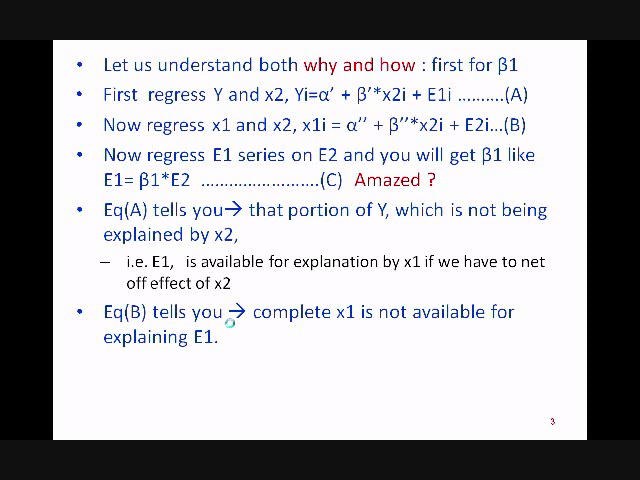 • Let us understand both why and how : first for β1
• First regress Y and x2, Yi=α’ + β’*x2i + E1i ..........(A)
• Now regress x1 and x2, x1i = α’’ + β’’*x2i + E2i...(B)
• Now regress E1 series on E2 and you will get β1 like
E1= β1*E2 ..........................(C) Amazed ?
• Eq(A) tells you→ that portion of Y, which is not being
explained by x2,
– i.e. E1, is available for explanation by x1 if we have to net
off effect of x2
• Eq(B) tells you → complete x1 is not available for
explaining E1.
3